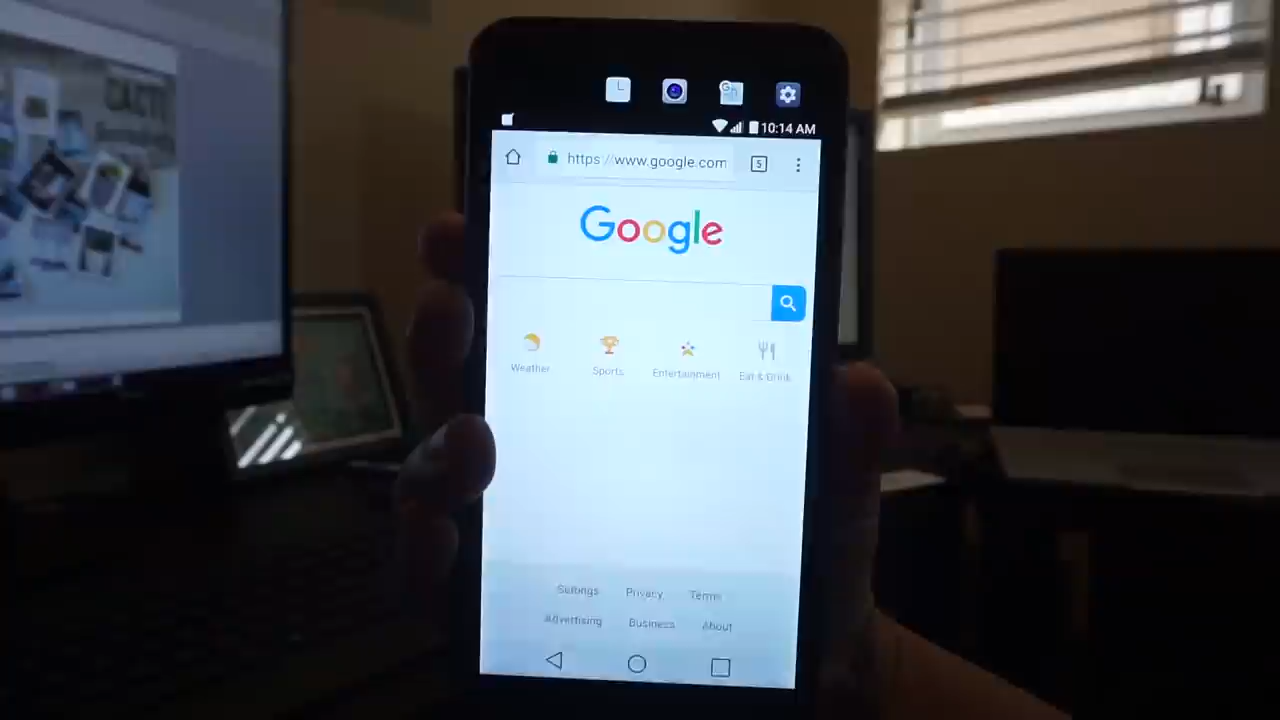 CACTI
10:14 AM
https://www.google.com
5
Google
Weather
Sports
Entertainment
Eat & Drink
Settings
Privacy
Terms
Advertising
Business
About